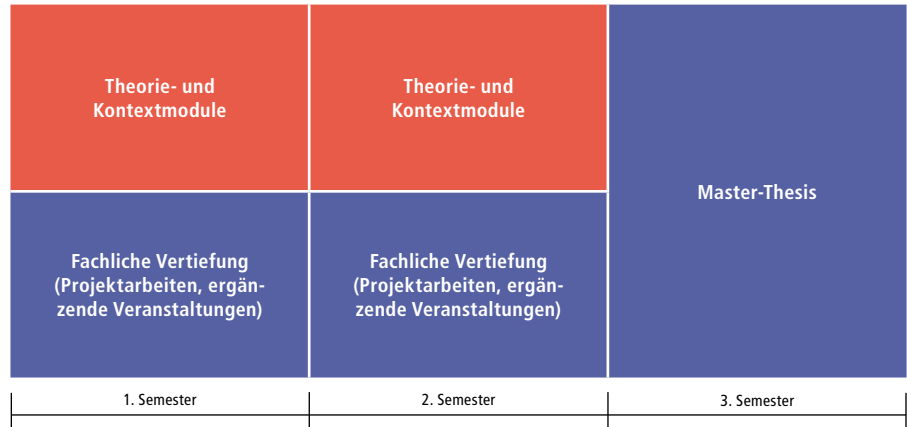 Theorie- und
Kontextmodule
Theorie- und
Kontextmodule
Master-Thesis
Fachliche Vertiefung
(Projektarbeiten, ergän-
zende Veranstaltungen)
Fachliche Vertiefung
(Projektarbeiten, ergän-
zende Veranstaltungen)
1. Semester
2. Semester
3. Semester